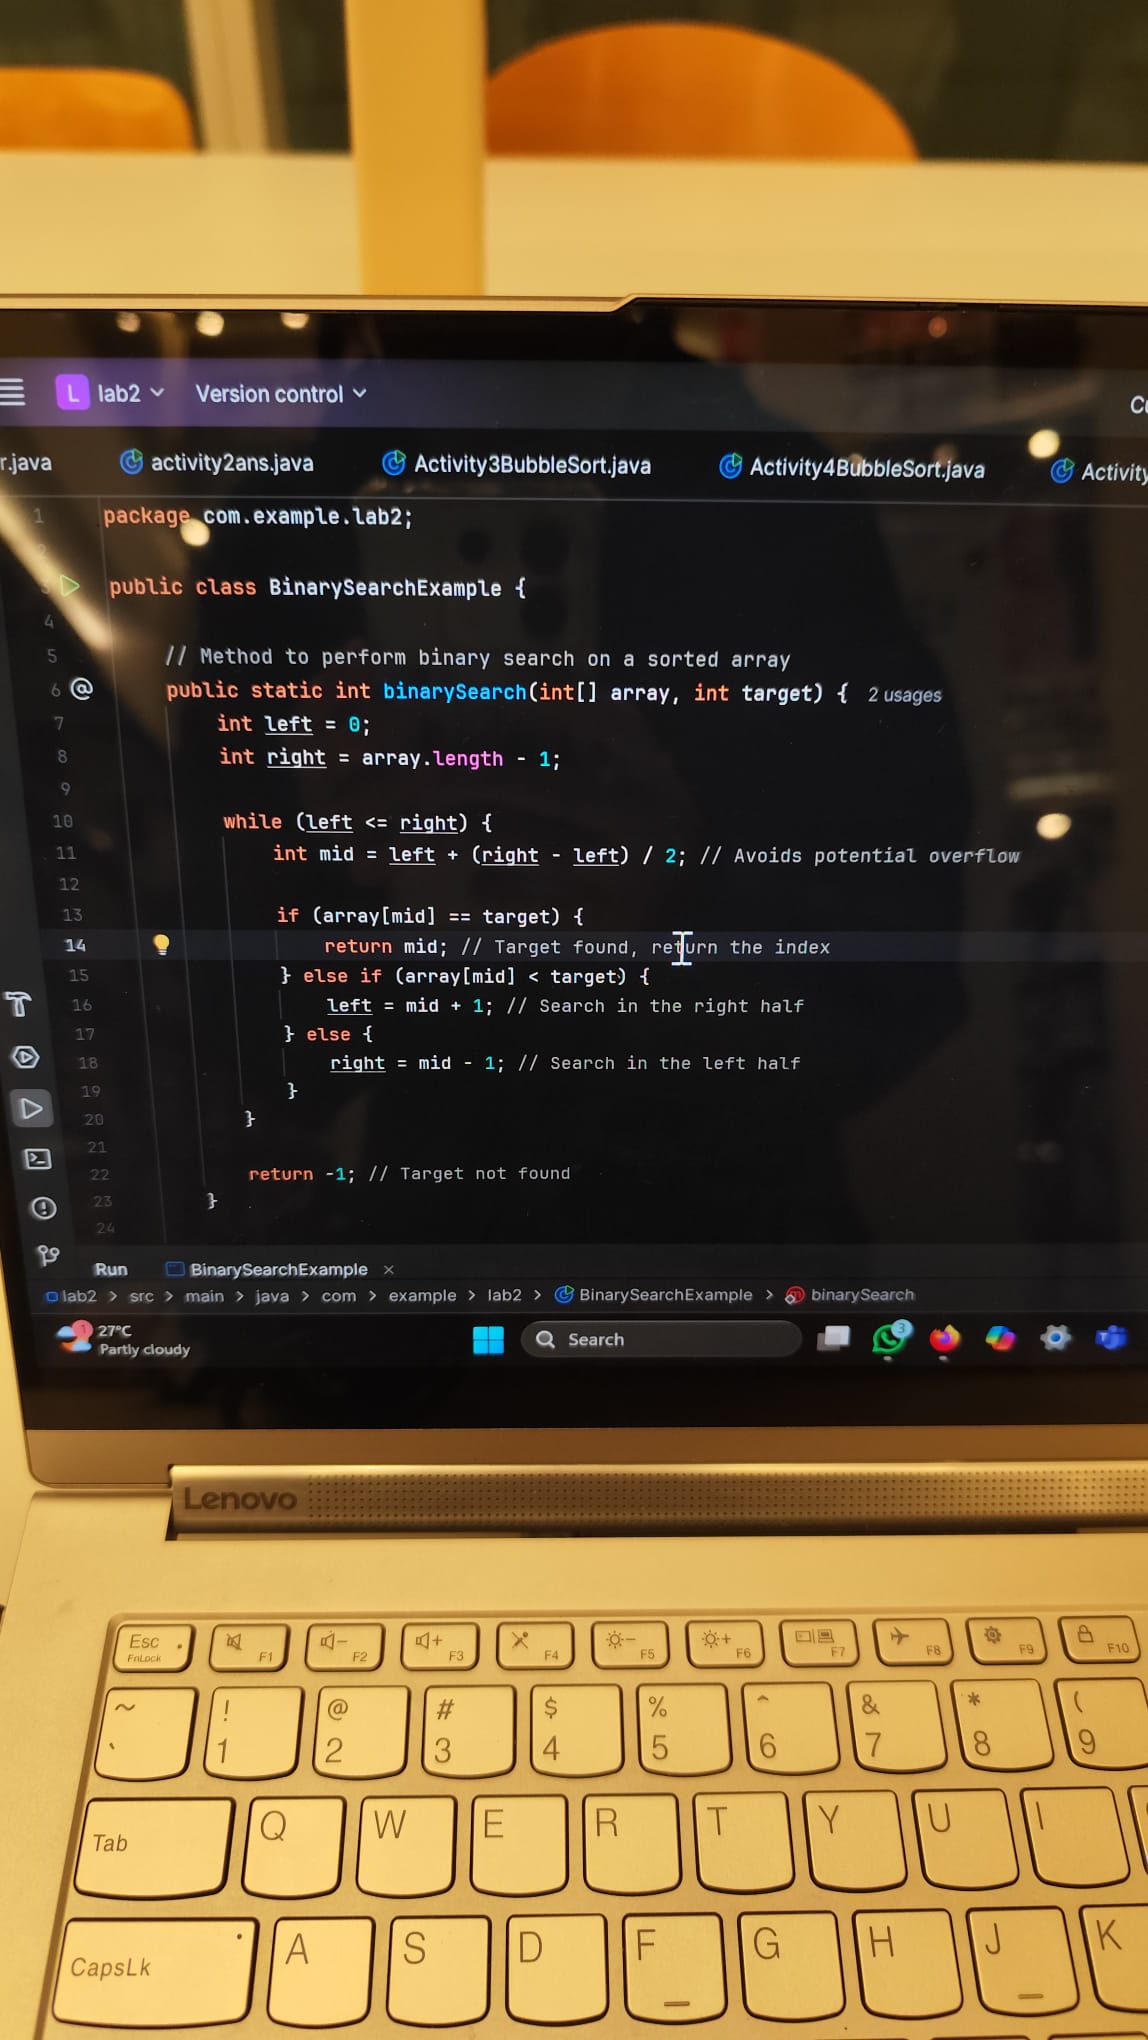 L lab2 Version control
r.java activity2ans.java Activity3BubbleSort.java Activity4BubbleSort.java
1 package com.example.lab2;
3 public class BinarySearchExample {
4
5 // Method to perform binary search on a sorted array
6 @ public static int binarySearch(int[] array, int target) { 2 usages
7 int left = 0;
8 int right = array.length - 1;
9
10 while (left <= right) {
11 int mid = left + (right - left) / 2; // Avoids potential overflow
12
13 if (array[mid] == target) {
14 return mid; // Target found, return the index
15 } else if (array[mid] < target) {
16 left = mid + 1; // Search in the right half
17 } else {
18 right = mid - 1; // Search in the left half
19 }
20 }
21
22 return -1; // Target not found
23 }
24
Run BinarySearchExample ×
lab2 > src > main > java > com > example > lab2 > BinarySearchExample > binarySearch
1 27°C
Partly cloudy
Search
3
Lenovo
Esc FnLock F1 F2 F3 F4 F5 F6 F7 F8 F9 F10
~ ` ! 1 @ 2 # 3 $ 4 % 5 ^ 6 & 7 * 8 ( 9
Tab Q W E R T Y U I
CapsLk A S D F G H J K